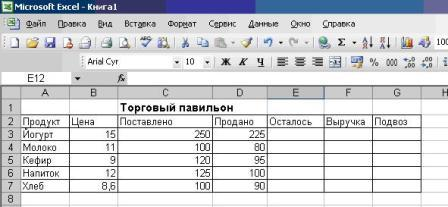 Microsoft Excel - Книга1
Файл Правка Вид Вставка Формат Сервис Данные Окно Справка
100
Arial Cyr 10 Ж К Ч % 000
E12 fx
A B C D E F G H
1 Торговый павильон
2 Продукт Цена Поставлено Продано Осталось Выручка Подвоз
3 Йогурт 15 250 225
4 Молоко 11 100 80
5 Кефир 9 120 95
6 Напиток 12 125 100
7 Хлеб 8,6 100 90
8